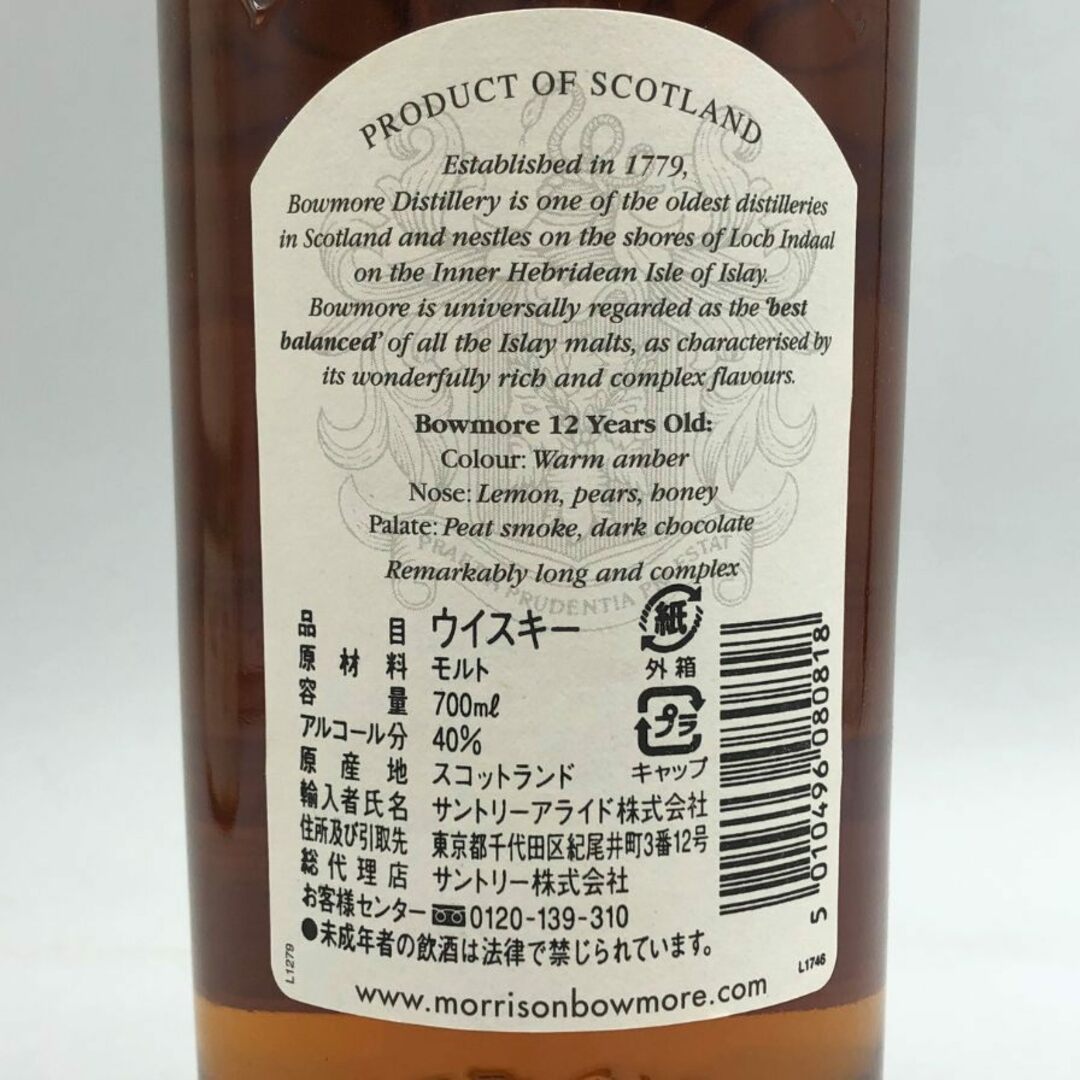 PRODUCT OF SCOTLAND
Established in 1779,
Bowmore Distillery is one of the oldest distilleries
in Scotland and nestles on the shores of Loch Indaal
on the Inner Hebridean Isle of Islay.
Bowmore is universally regarded as the 'best
balanced' of all the Islay malts, as characterised by
its wonderfully rich and complex flavours.
Bowmore 12 Years Old:
Colour: Warm amber
Nose: Lemon, pears, honey
Palate: Peat smoke, dark chocolate
Remarkably long and complex
PRUDENTIA
品目 ウイスキー
原材料 モルト
容量 700mℓ
アルコール分 40%
原産地 スコットランド
輸入者氏名 サントリーアライド株式会社
住所及び引取先 東京都千代田区紀尾井町3番12号
総代理店 サントリー株式会社
お客様センター 0120-139-310
●未成年者の飲酒は法律で禁じられています。
紙
外箱
プラ
キャップ
5 010496 080818
L1279
L1746
www.morrisonbowmore.com